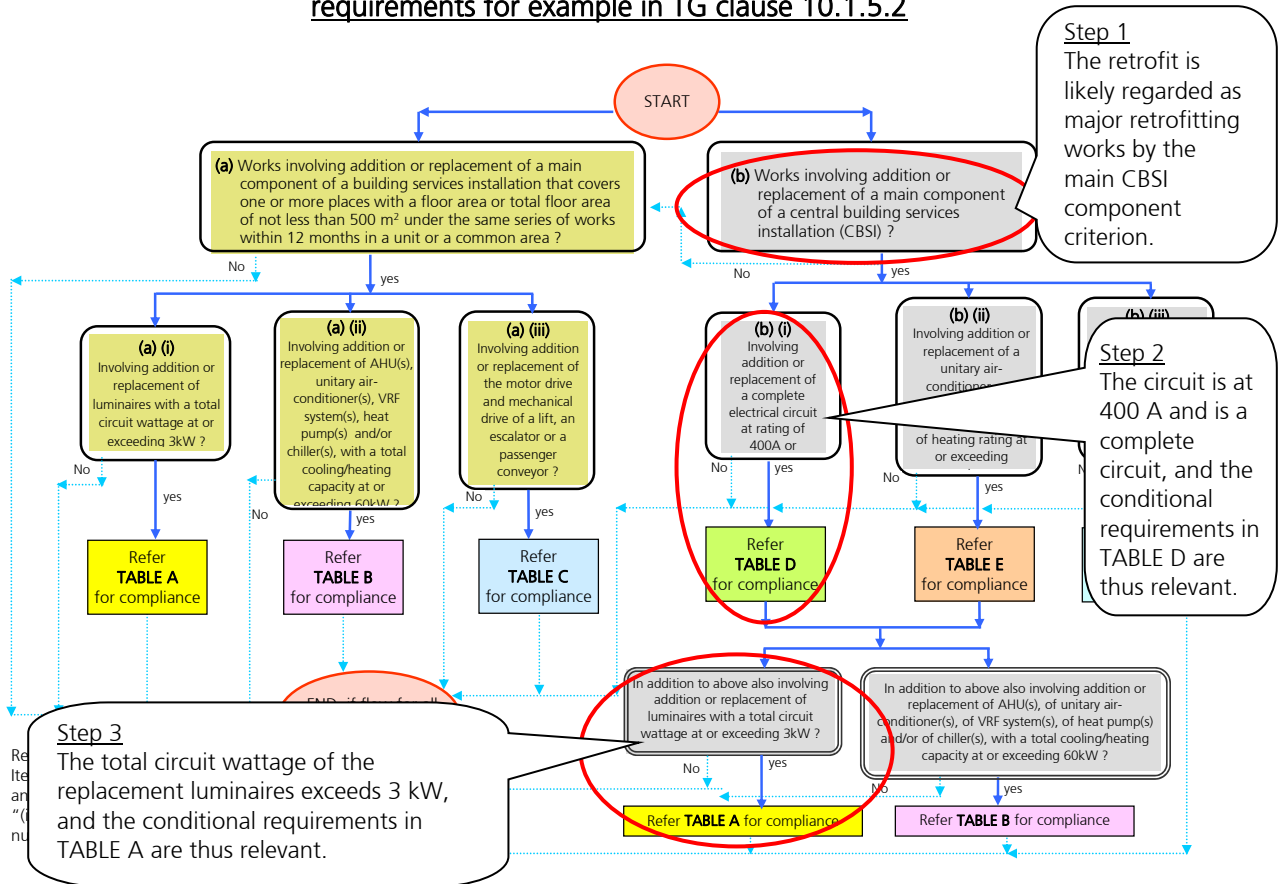 requirements for example in TG clause 10.1.5.2
START
Step 1
The retrofit is
likely regarded as
major retrofitting
works by the
main CBSI
component
criterion.
(a) Works involving addition or replacement of a main
component of a building services installation that covers
one or more places with a floor area or total floor area
of not less than 500 m² under the same series of works
within 12 months in a unit or a common area ?
(b) Works involving addition or
replacement of a main component
of a central building services
installation (CBSI) ?
No
yes
No
yes
(a) (i)
Involving addition or
replacement of
luminaires with a total
circuit wattage at or
exceeding 3kW ?
(a) (ii)
Involving addition or
replacement of AHU(s),
unitary air-
conditioner(s), VRF
system(s), heat
pump(s) and/or
chiller(s), with a total
cooling/heating
capacity at or
exceeding 60kW ?
(a) (iii)
Involving addition
or replacement of
the motor drive
and mechanical
drive of a lift, an
escalator or a
passenger
conveyor ?
(b) (i)
Involving
addition or
replacement of
a complete
electrical circuit
at rating of
400A or
(b) (ii)
Involving
addition or
replacement of a
unitary air-
conditioner
of heating rating at
or exceeding
(b) (iii)
Step 2
The circuit is at
400 A and is a
complete
circuit, and the
conditional
requirements in
TABLE D are
thus relevant.
No
yes
No
yes
No
yes
No
yes
No
yes
Refer
TABLE A
for compliance
Refer
TABLE B
for compliance
Refer
TABLE C
for compliance
Refer
TABLE D
for compliance
Refer
TABLE E
for compliance
In addition to above also involving
addition or replacement of
luminaires with a total circuit
wattage at or exceeding 3kW ?
In addition to above also involving addition or
replacement of AHU(s), of unitary air-
conditioner(s), of VRF system(s), of heat pump(s)
and/or of chiller(s), with a total cooling/heating
capacity at or exceeding 60kW ?
No
yes
No
yes
Refer TABLE A for compliance
Refer TABLE B for compliance
Step 3
The total circuit wattage of the
replacement luminaires exceeds 3 kW,
and the conditional requirements in
TABLE A are thus relevant.